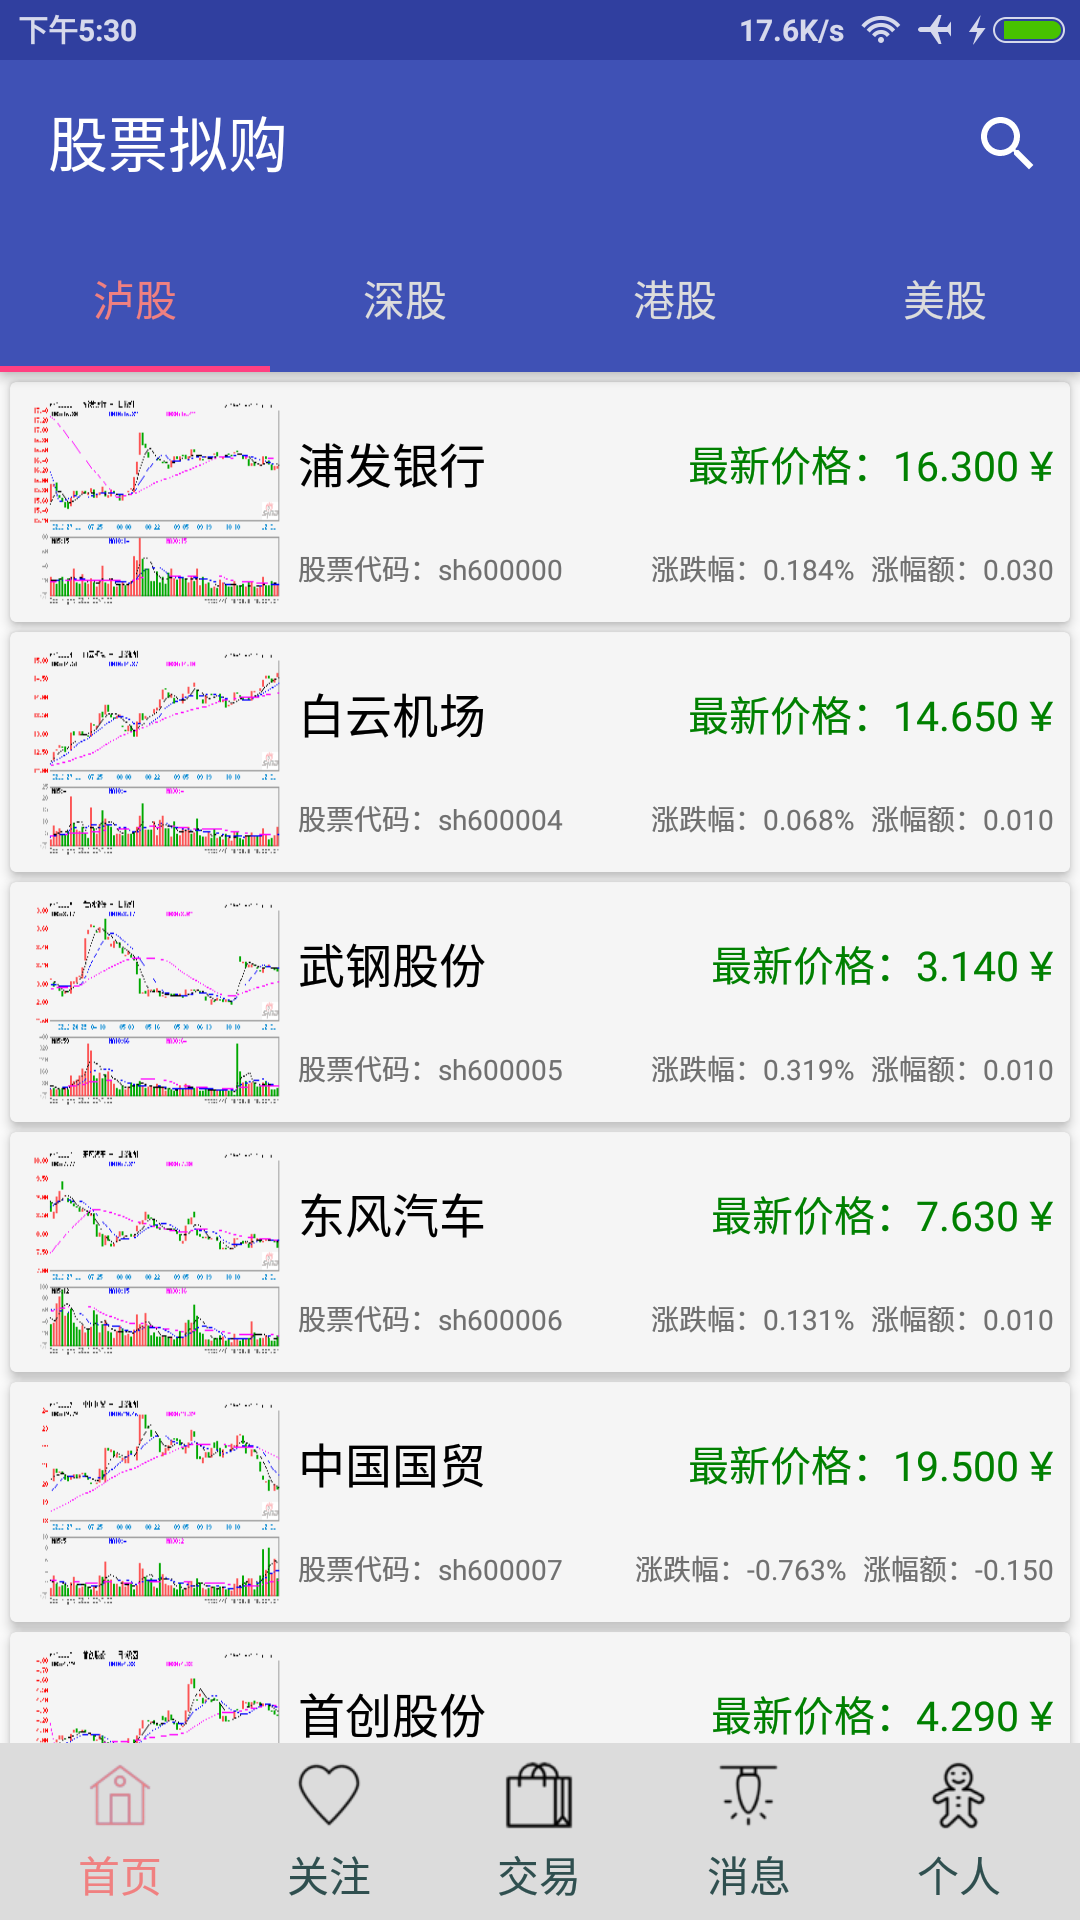 下午5:30 17.6K/s
股票拟购
泸股 深股 港股 美股
浦发银行 最新价格：16.300￥
股票代码：sh600000 涨跌幅：0.184% 涨幅额：0.030
白云机场 最新价格：14.650￥
股票代码：sh600004 涨跌幅：0.068% 涨幅额：0.010
武钢股份 最新价格：3.140￥
股票代码：sh600005 涨跌幅：0.319% 涨幅额：0.010
东风汽车 最新价格：7.630￥
股票代码：sh600006 涨跌幅：0.131% 涨幅额：0.010
中国国贸 最新价格：19.500￥
股票代码：sh600007 涨跌幅：-0.763% 涨幅额：-0.150
首创股份 最新价格：4.290￥
首页 关注 交易 消息 个人